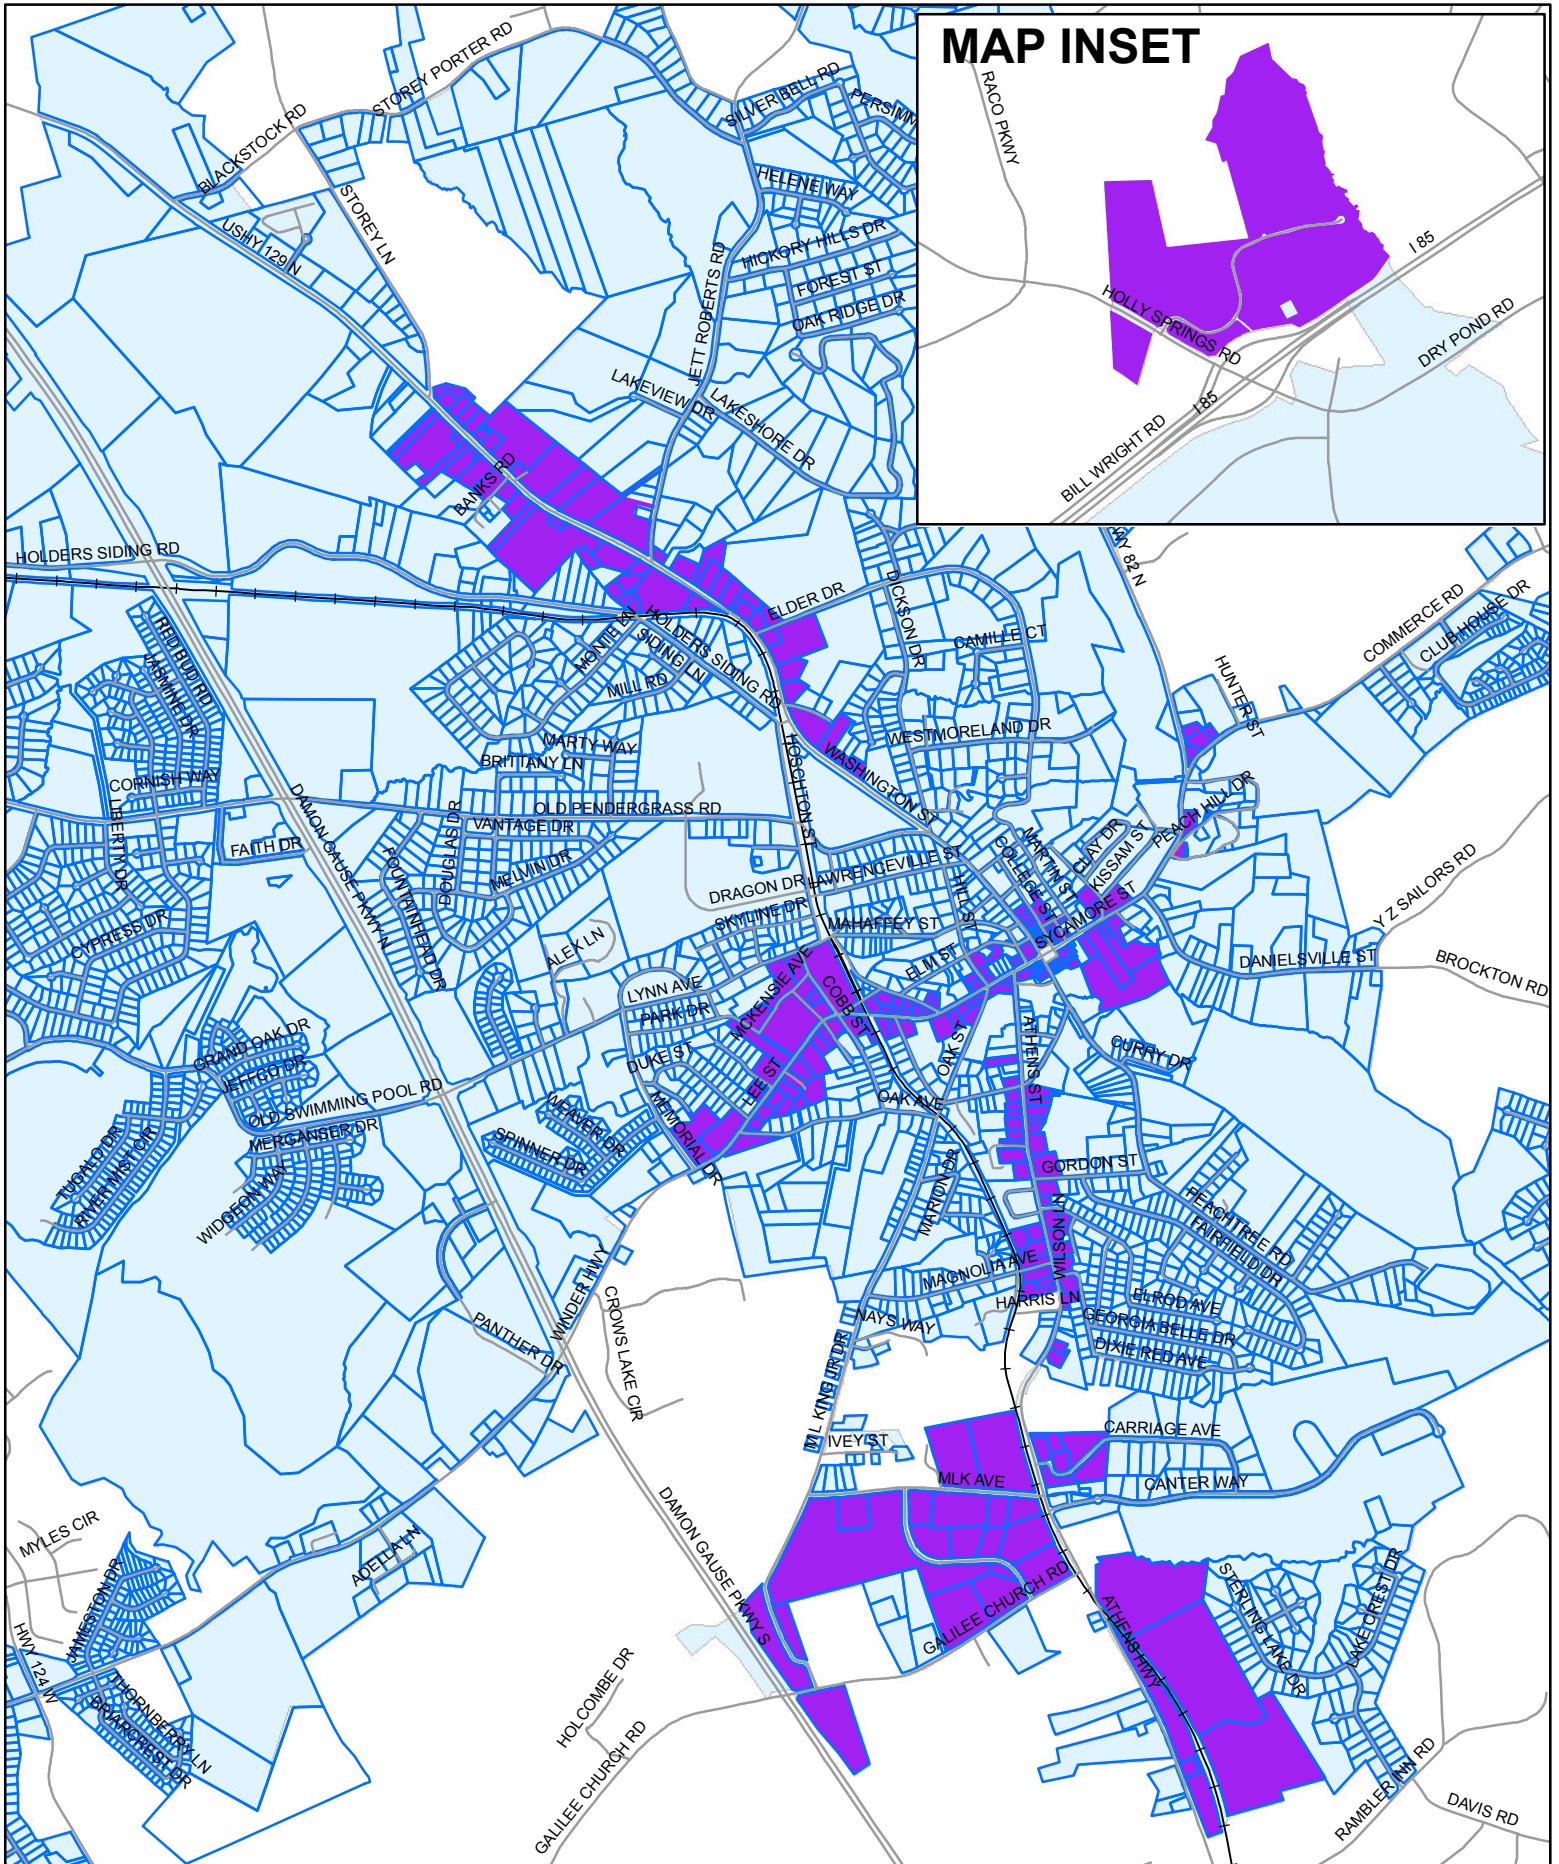 MAP INSET
RACO PKWY
HOLLY SPRINGS RD
I 85
DRY POND RD
I 85
BILL WRIGHT RD
STOREY PORTER RD
BLACKSTOCK RD
SILVER BELL RD
PERSIMM
HELENE WAY
STOREY LN
USHY 129 N
HICKORY HILLS DR
FOREST ST
OAK RIDGE DR
JETT ROBERTS RD
LAKEVIEW DR
LAKESHORE DR
BANKS RD
HOLDERS SIDING RD
ELDER DR
DICKSON DR
CAMILLE CT
WAY 82 N
COMMERCE RD
CLUB HOUSE DR
HUNTER ST
RED BUD RD
JASMINE DR
MONTE LN
HOLDERS SIDING RD
SIDING LN
MILL RD
MARTY WAY
BRITTANY LN
WESTMORELAND DR
WASHINGTON ST
HOSCHTON ST
CORNISH WAY
LIBERTY DR
FAITH DR
DAMON GAUSE PKWY N
OLD PENDERGRASS RD
VANTAGE DR
DOUGLAS DR
FOUNTAINHEAD DR
MELVIN DR
PEACH HILL DR
CLAY DR
KISSAM ST
MARTIN ST
COLLEGE ST
SYCAMORE ST
LAWRENCEVILLE ST
HILL ST
DRAGON DR
SKYLINE DR
MAHAFFEY ST
ELM ST
Y Z SAILORS RD
DANIELSVILLE ST
BROCKTON RD
CYPRESS DR
ALEX LN
LYNN AVE
PARK DR
MCKENSIE AVE
COBB ST
DUKE ST
LEE ST
OAK ST
ATHENS ST
CURRY DR
GRAND OAK DR
JEFFCO DR
OLD SWIMMING POOL RD
MERGANSER DR
TUGALO DR
RIVER MIST CIR
WIDGEON WAY
WEAVER DR
SPINNER DR
MEMORIAL DR
OAK AVE
MARION DR
GORDON ST
WILSON LN
PEACHTREE RD
FAIRFIELD DR
MAGNOLIA AVE
HARRIS LN
ELROD AVE
GEORGIA BELLE DR
DIXIE RED AVE
NAYS WAY
WINDER HWY
CROWS LAKE CIR
PANTHER DR
M L KING JR DR
IVEY ST
CARRIAGE AVE
CANTER WAY
MLK AVE
DAMON GAUSE PKWY S
MYLES CIR
ADELLA LN
JAMESTON DR
HWY 124 W
THORNBERRY LN
BRIARCREST DR
GALILEE CHURCH RD
ATHENS HWY
STERLING LAKE DR
LAKE CREST DR
HOLCOMBE DR
GALILEE CHURCH RD
RAMBLER INN RD
DAVIS RD